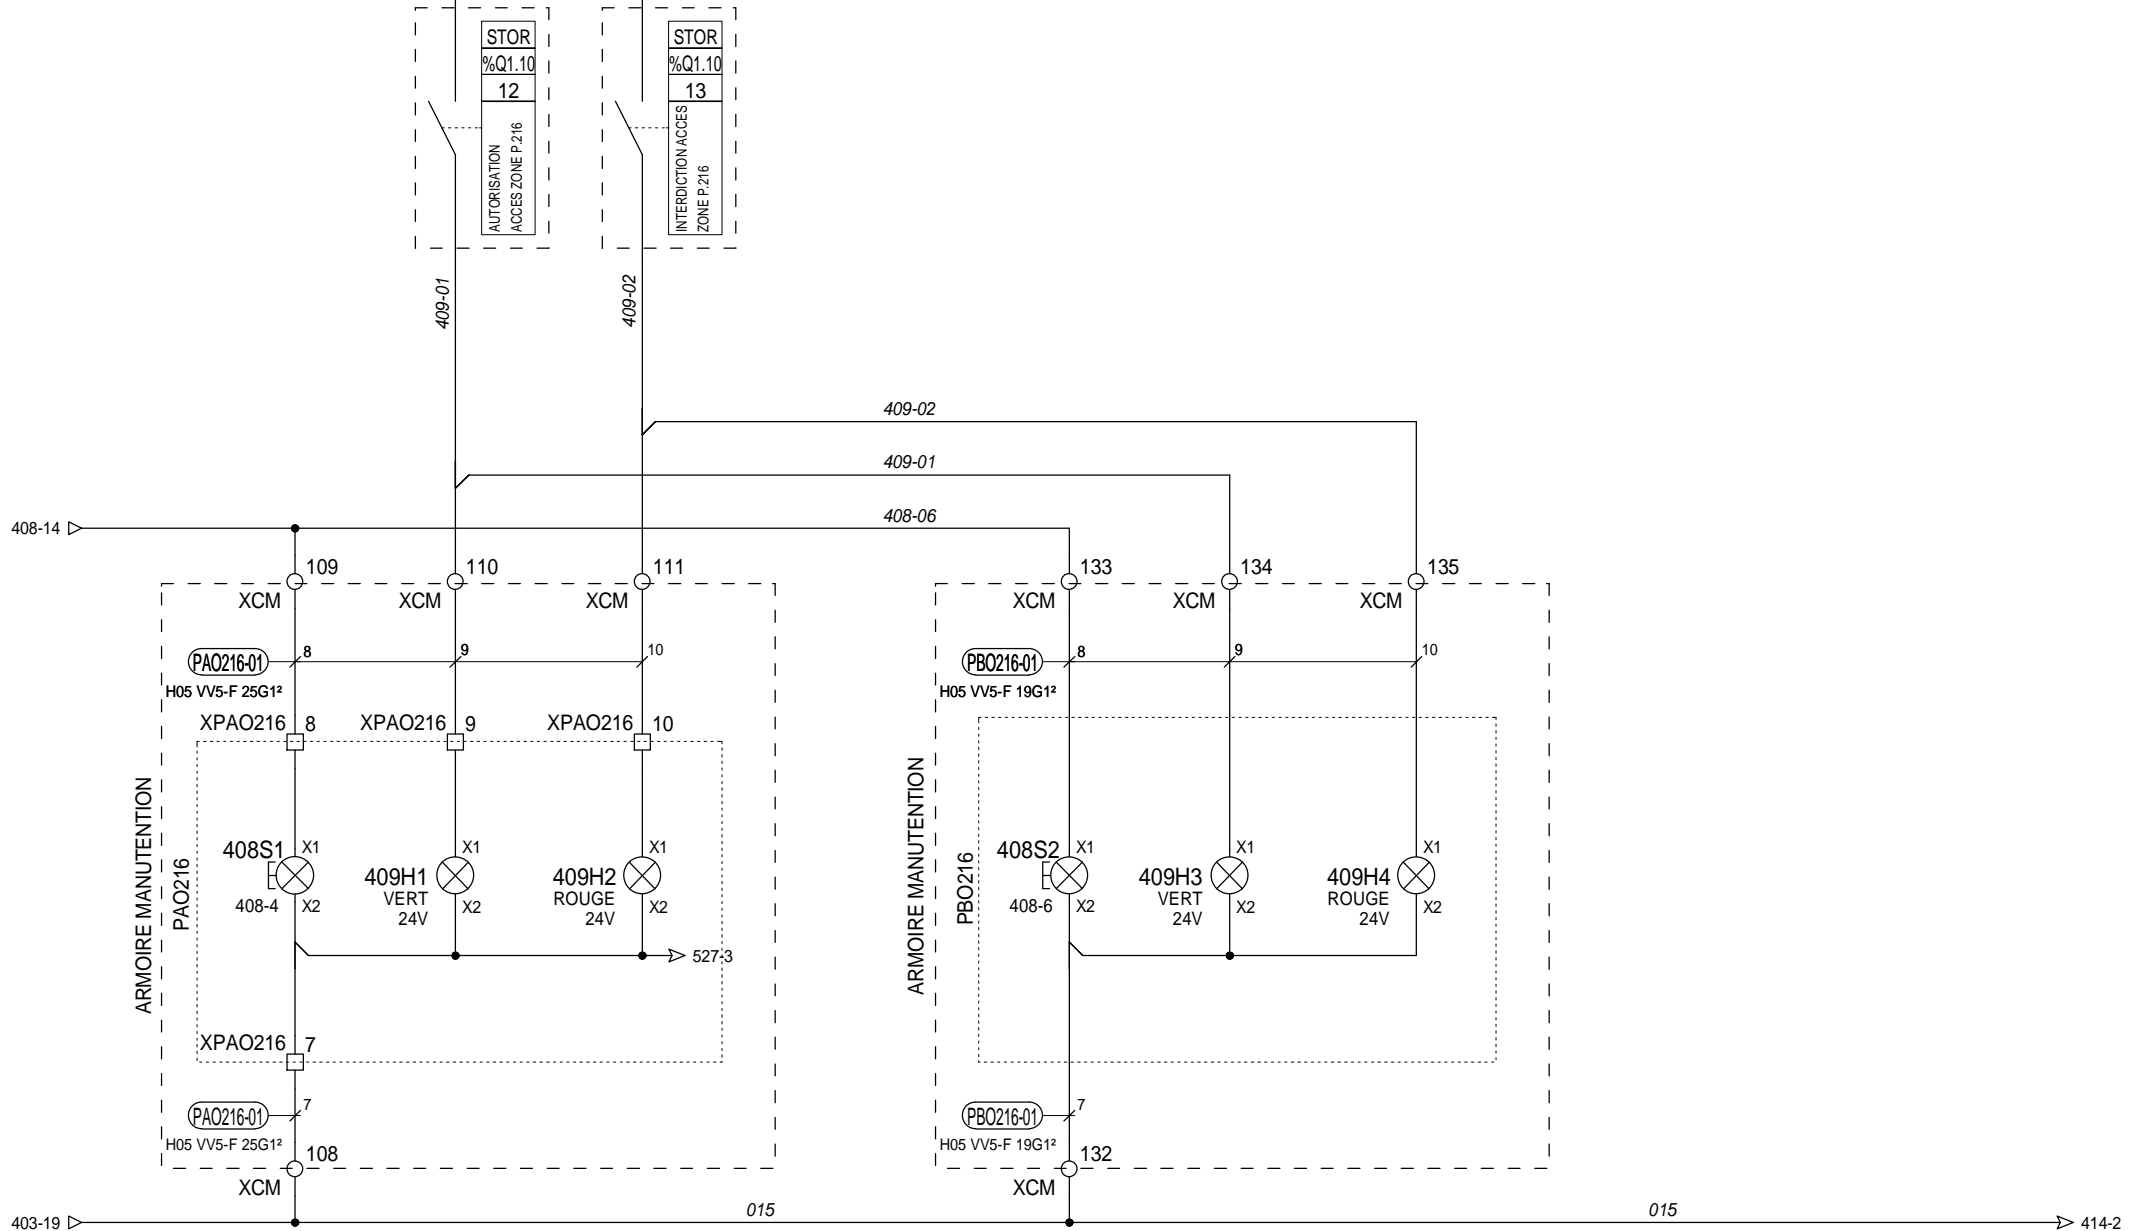 STOR
%Q1.10
12
AUTORISATION
ACCES ZONE P.216
STOR
%Q1.10
13
INTERDICTION ACCES
ZONE P.216
409-01
409-02
409-02
409-01
408-14
408-06
109
110
111
133
134
135
XCM
XCM
XCM
XCM
XCM
XCM
PAO216-01
8
9
10
PBO216-01
8
9
10
H05 VV5-F 25G1²
H05 VV5-F 19G1²
XPAO216 8
XPAO216 9
XPAO216 10
ARMOIRE MANUTENTION
PAO216
408S1
X1
408-4
X2
409H1
VERT
24V
X1
X2
409H2
ROUGE
24V
X1
X2
527-3
ARMOIRE MANUTENTION
PBO216
408S2
X1
408-6
X2
409H3
VERT
24V
X1
X2
409H4
ROUGE
24V
X1
X2
XPAO216 7
PAO216-01
7
H05 VV5-F 25G1²
108
XCM
PBO216-01
7
H05 VV5-F 19G1²
132
XCM
403-19
015
015
414-2